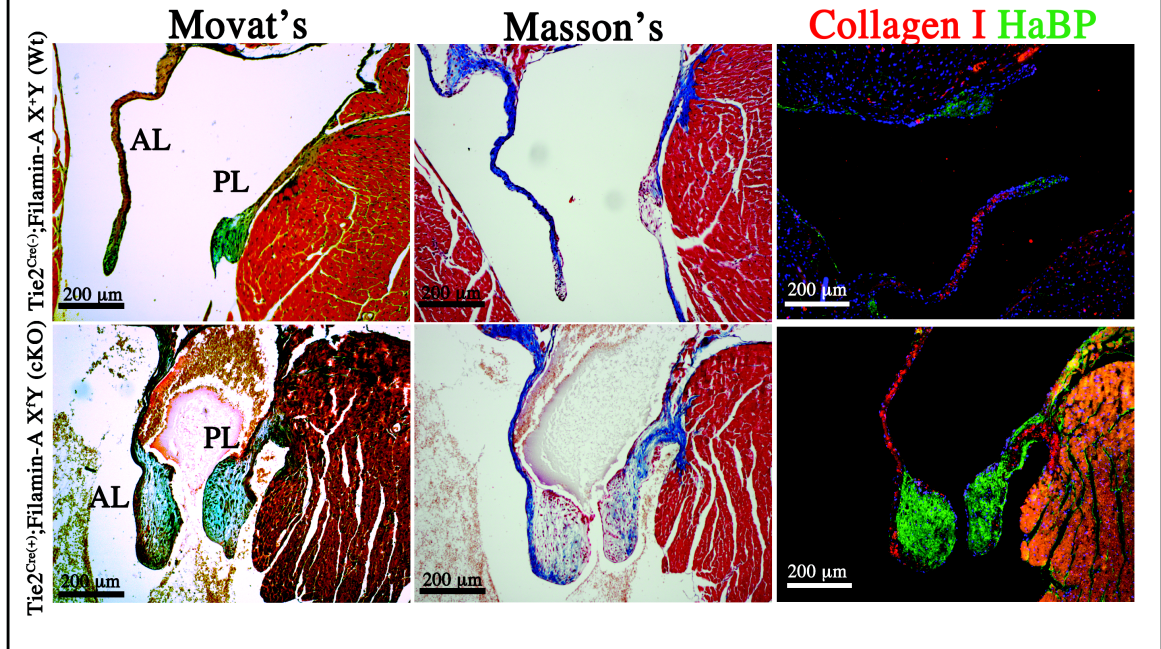 Movat's Masson's Collagen I HaBP
Tie2Cre(-);Filamin-A X+Y (Wt)
AL
PL
200 µm
200 µm
200 µm
Tie2Cre(+);Filamin-A XfY (cKO)
PL
AL
200 µm
200 µm
200 µm